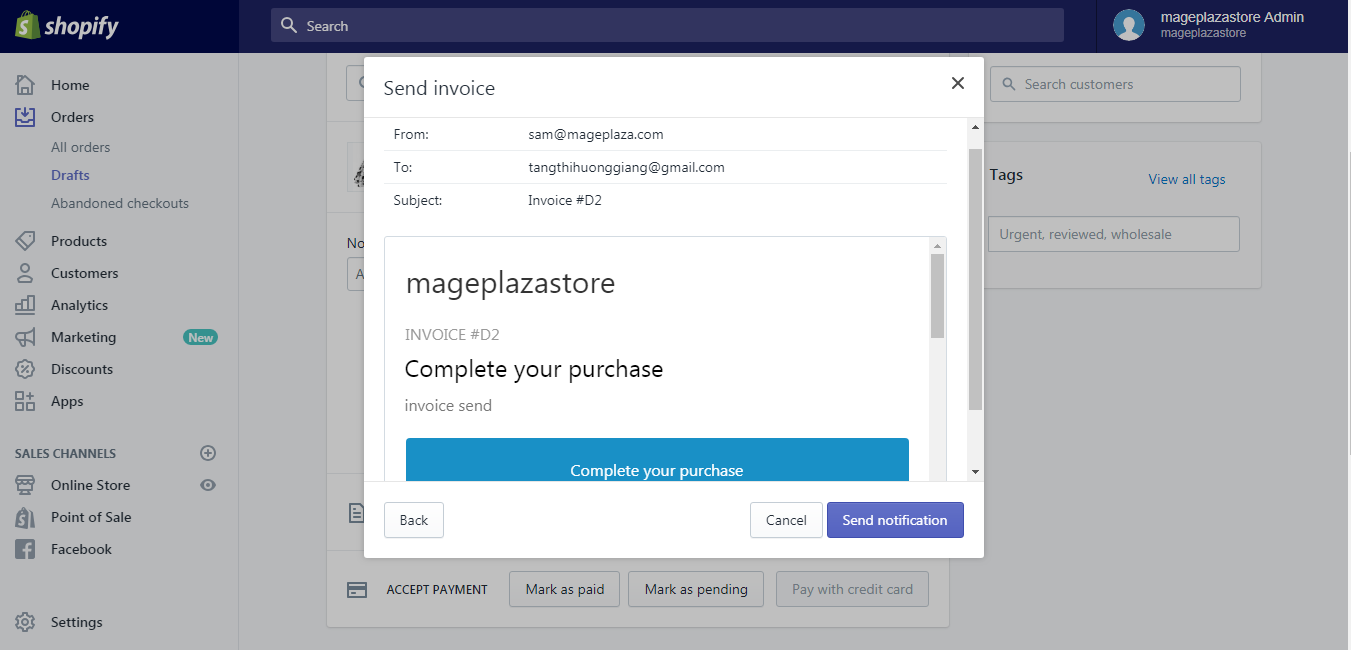 shopify
Search
mageplazastore Admin
mageplazastore
Home
Orders
All orders
Drafts
Abandoned checkouts
Products
Customers
Analytics
Marketing
New
Discounts
Apps
SALES CHANNELS
Online Store
Point of Sale
Facebook
Settings
Send invoice
From: sam@mageplaza.com
To: tangthihuonggiang@gmail.com
Subject: Invoice #D2
mageplazastore
INVOICE #D2
Complete your purchase
invoice send
Complete your purchase
Back
Cancel
Send notification
ACCEPT PAYMENT
Mark as paid
Mark as pending
Pay with credit card
Search customers
Tags
View all tags
Urgent, reviewed, wholesale